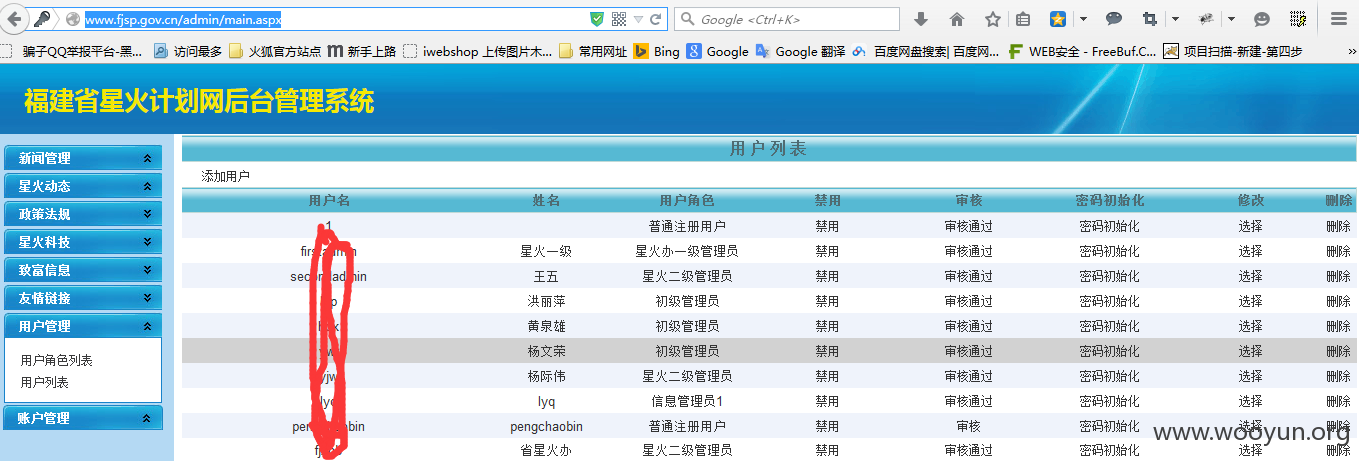 www.fjsp.gov.cn/admin/main.aspx
Google <Ctrl+K>
骗子QQ举报平台-黑... 访问最多 火狐官方站点 新手上路 iwebshop 上传图片木... 常用网址 Bing Google Google 翻译 百度网盘搜索| 百度网... WEB安全 - FreeBuf.C... 项目扫描-新建-第四步 »
福建省星火计划网后台管理系统
新闻管理
星火动态
政策法规
星火科技
致富信息
友情链接
用户管理
用户角色列表
用户列表
账户管理
用 户 列 表
添加用户
用户名 姓名 用户角色 禁用 审核 密码初始化 修改 删除
1 普通注册用户 禁用 审核通过 密码初始化 选择 删除
星火一级 星火办一级管理员 禁用 审核通过 密码初始化 选择 删除
王五 星火二级管理员 禁用 审核通过 密码初始化 选择 删除
洪丽萍 初级管理员 禁用 审核通过 密码初始化 选择 删除
黄泉雄 初级管理员 禁用 审核通过 密码初始化 选择 删除
杨文荣 初级管理员 禁用 审核通过 密码初始化 选择 删除
杨际伟 星火二级管理员 禁用 审核通过 密码初始化 选择 删除
lyq 信息管理员1 禁用 审核通过 密码初始化 选择 删除
pengchaobin 普通注册用户 禁用 审核 密码初始化 选择 删除
省星火办 星火二级管理员 禁用 审核通过 密码初始化 选择 删除
www.wooyun.org